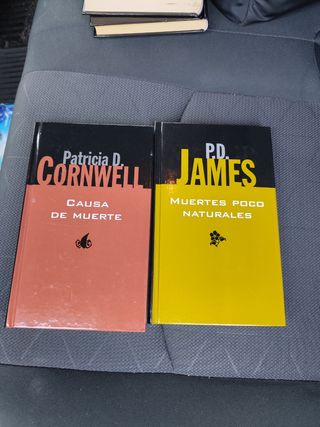 Patricia D.
CORNWELL
CAUSA
DE MUERTE
P.D.
JAMES
MUERTES POCO
NATURALES